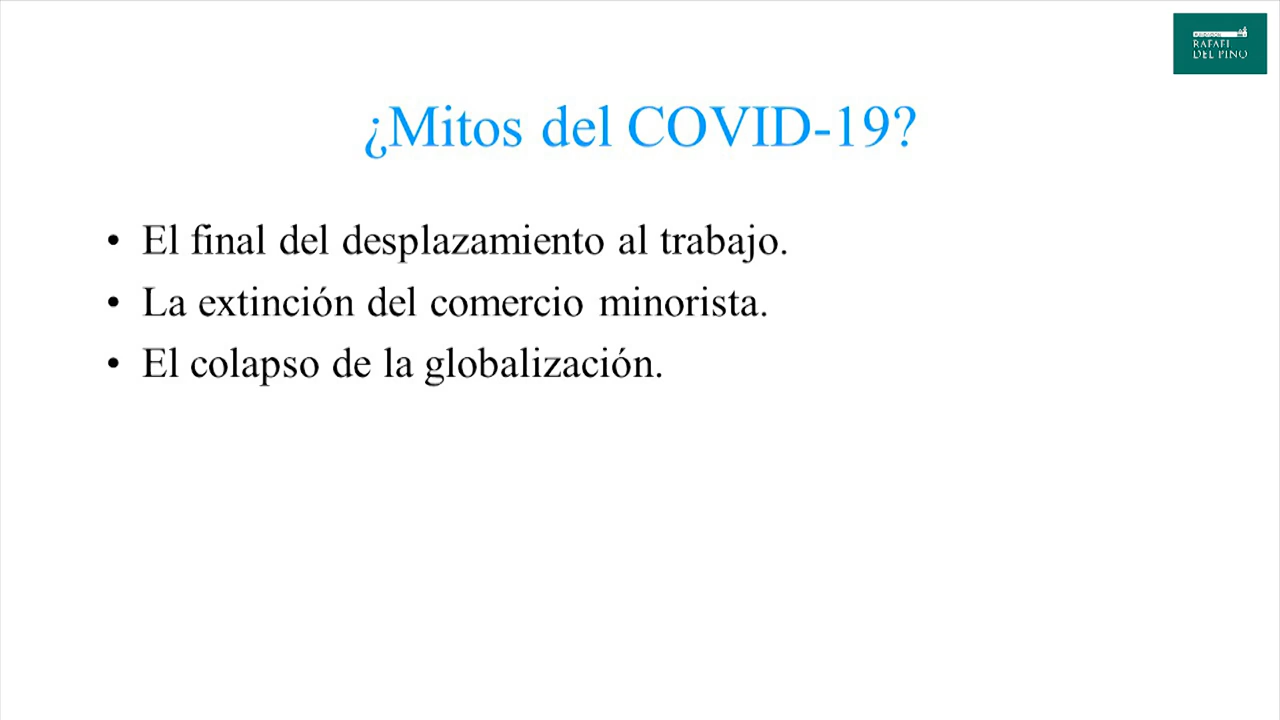 FUNDACIÓN
RAFAEL
DEL PINO
¿Mitos del COVID-19?
• El final del desplazamiento al trabajo.
• La extinción del comercio minorista.
• El colapso de la globalización.